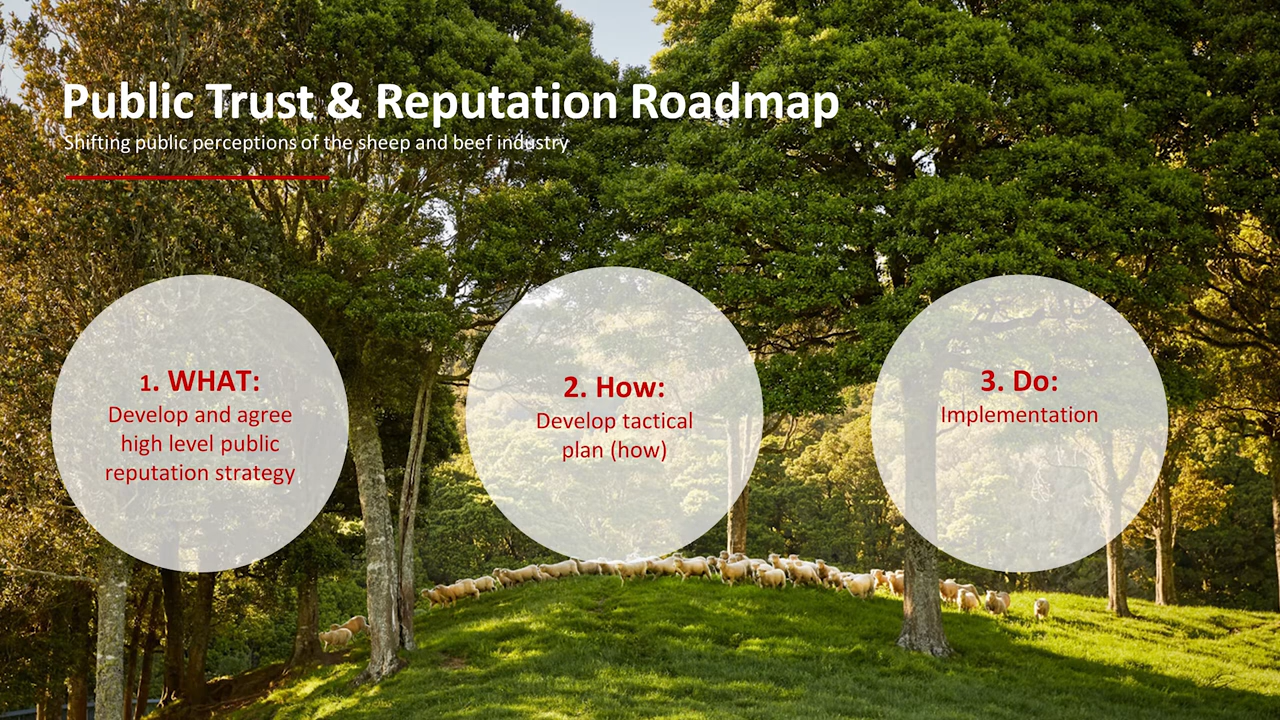 Public Trust & Reputation Roadmap
Shifting public perceptions of the sheep and beef industry
1. WHAT:
Develop and agree
high level public
reputation strategy
2. How:
Develop tactical
plan (how)
3. Do:
Implementation